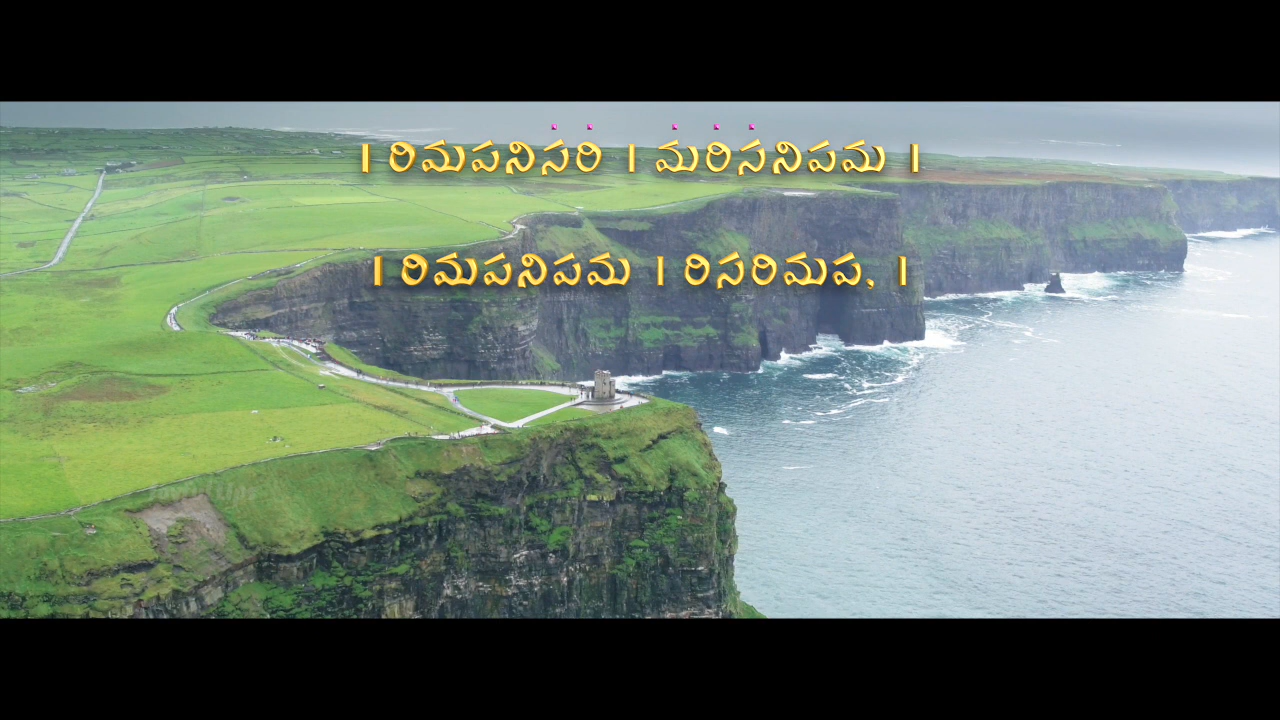 । రిమపనిసరి । మరిసనిపమ ।
। రిమపనిపమ । రిసరిమప, ।